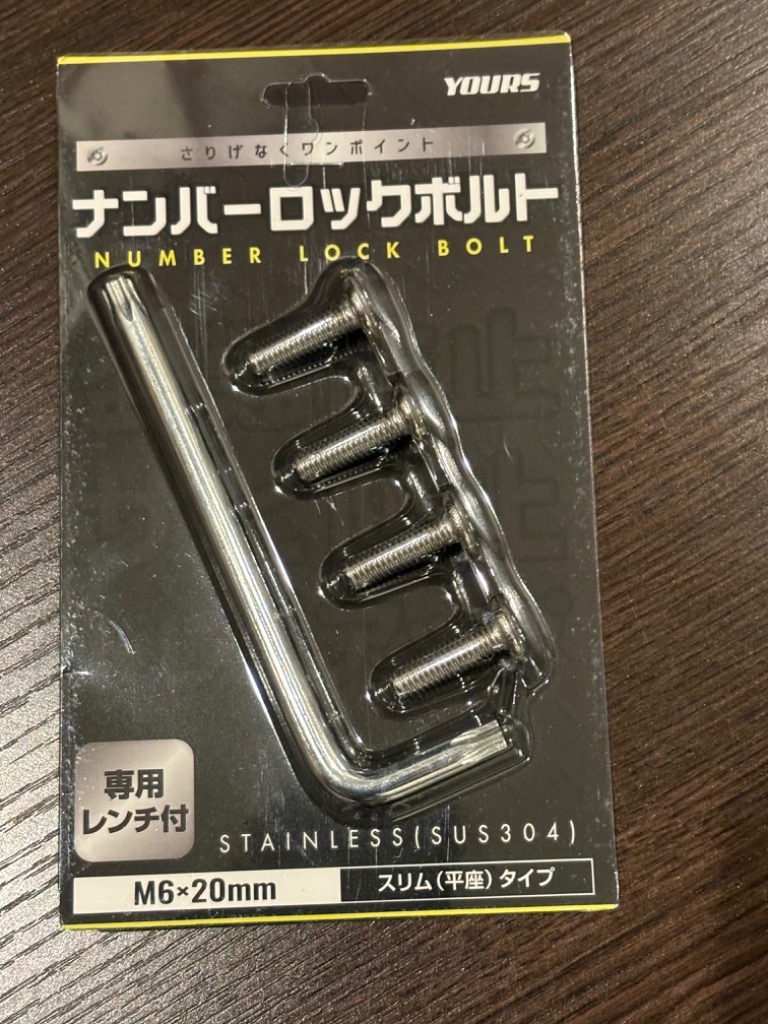 YOURS
さりげなくワンポイント
ナンバーロックボルト
NUMBER LOCK BOLT
専用
レンチ付
STAINLESS(SUS304)
M6×20mm
スリム(平座)タイプ